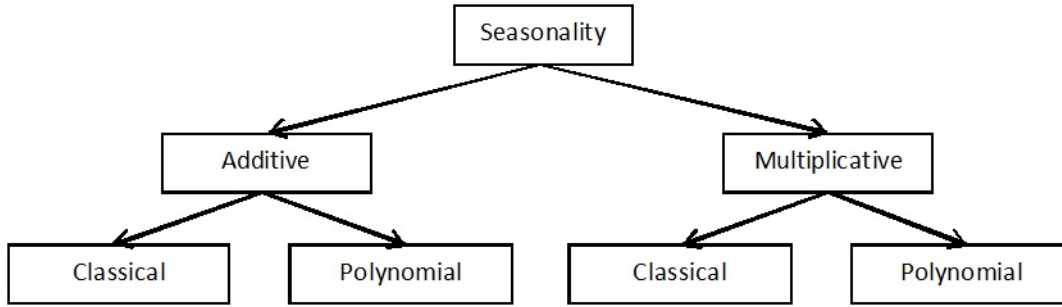 Seasonality
Additive
Multiplicative
Classical
Polynomial
Classical
Polynomial